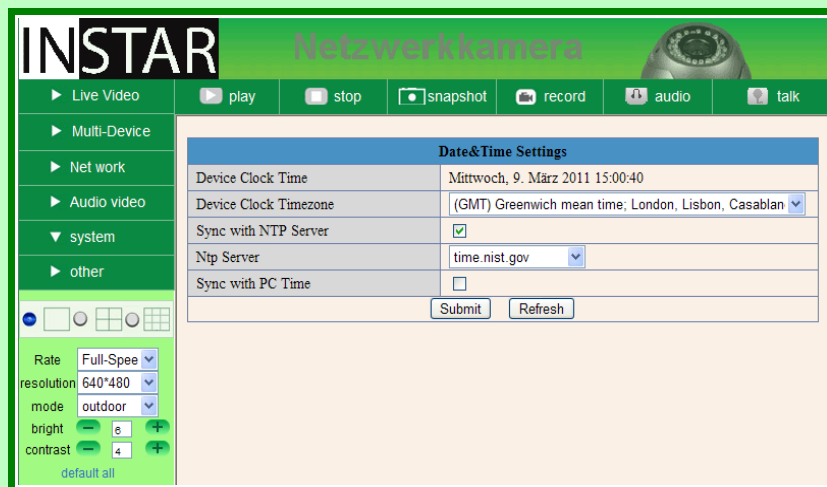 INSTAR
Netzwerkkamera
Live Video
play
stop
snapshot
record
audio
talk
Multi-Device
Net work
Audio video
system
other
Date&Time Settings
Device Clock Time
Mittwoch, 9. März 2011 15:00:40
Device Clock Timezone
(GMT) Greenwich mean time; London, Lisbon, Casablan
Sync with NTP Server
Ntp Server
time.nist.gov
Sync with PC Time
Submit
Refresh
Rate
Full-Spee
resolution
640*480
mode
outdoor
bright
6
contrast
4
default all